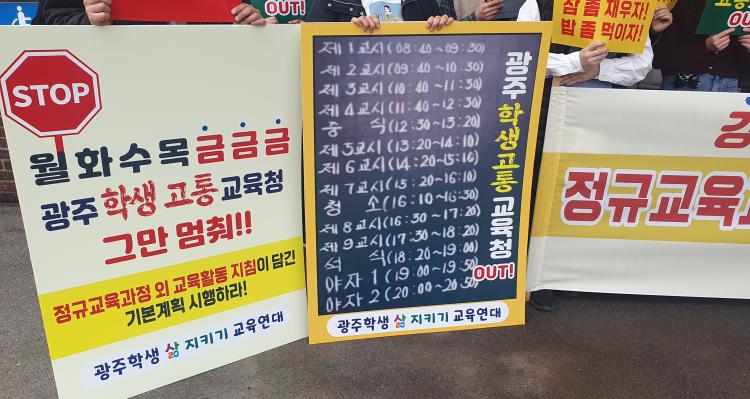 OUT!
STOP
월화수목금금금
광주 학생 고통 교육청
그만 멈춰!!
정규교육과정 외 교육활동 지침이 담긴
기본계획 시행하라!
광주학생 삶 지키기 교육연대
제1교시 (08:40~09:30)
제2교시 (09:40~10:30)
제3교시 (10:40~11:30)
제4교시 (11:40~12:30)
중 식 (12:30~13:20)
제5교시 (13:20~14:10)
제6교시 (14:20~15:10)
제7교시 (15:20~16:10)
청 소 (16:10~16:30)
제8교시 (16:30~17:20)
제9교시 (17:30~18:20)
석 식 (18:20~19:00)
야자 1 (19:00~19:50)
야자 2 (20:00~20:50)
광주 학생 고통 교육청
OUT!
광주학생 삶 지키기 교육연대
잠 좀 재우자!
밥 좀 먹이자!
OUT!
정규교육과